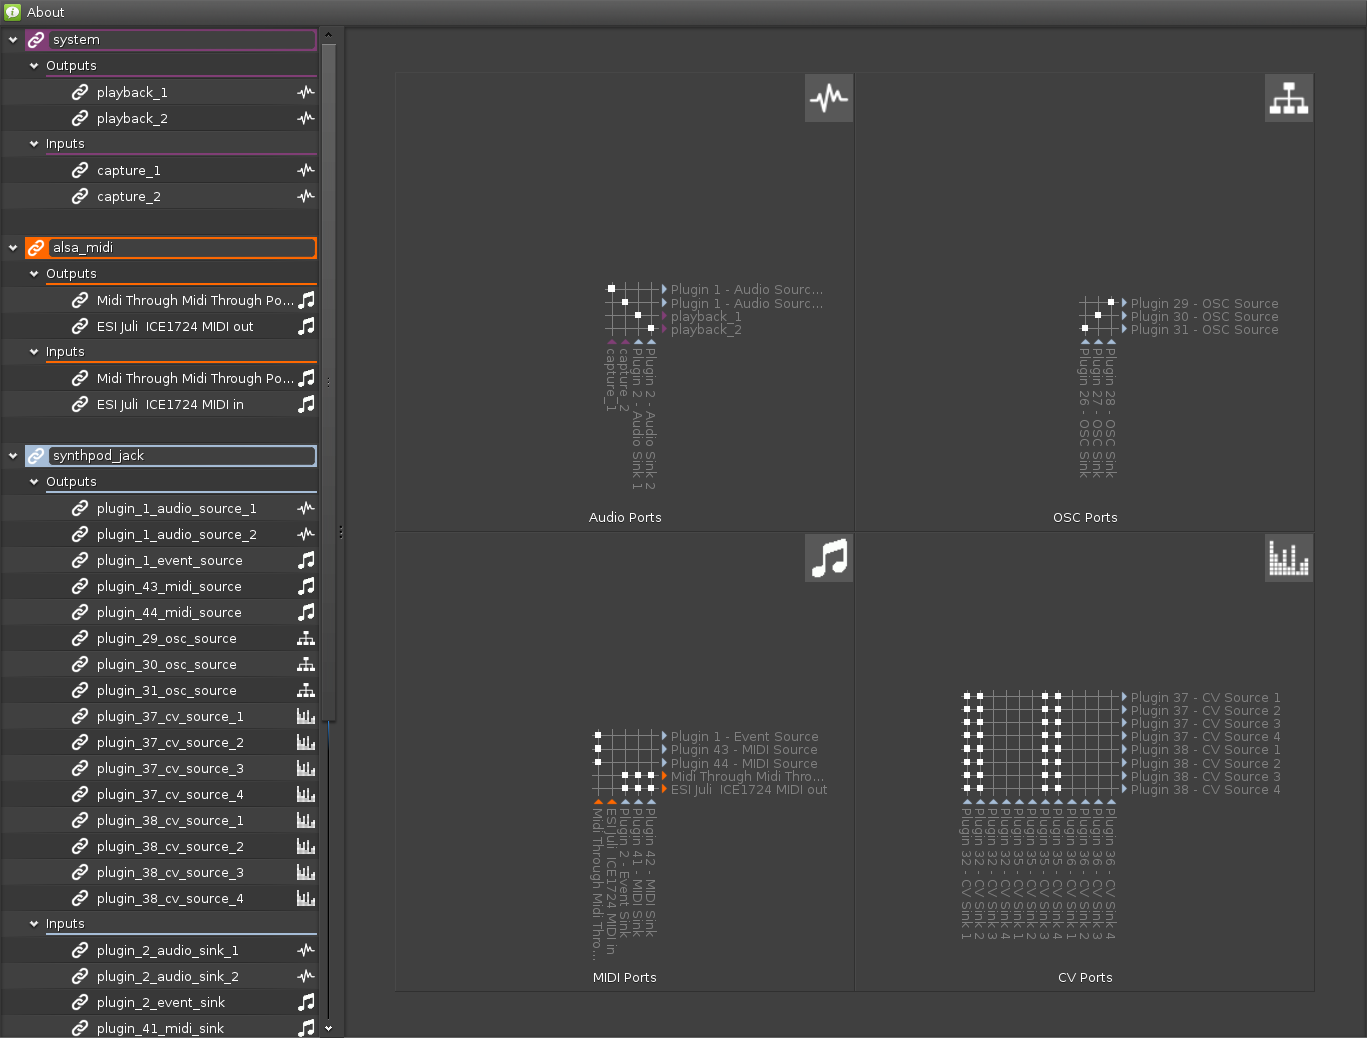 About
system
Outputs
playback_1
playback_2
Inputs
capture_1
capture_2
alsa_midi
Outputs
Midi Through Midi Through Po...
ESI Juli  ICE1724 MIDI out
Inputs
Midi Through Midi Through Po...
ESI Juli  ICE1724 MIDI in
synthpod_jack
Outputs
plugin_1_audio_source_1
plugin_1_audio_source_2
plugin_1_event_source
plugin_43_midi_source
plugin_44_midi_source
plugin_29_osc_source
plugin_30_osc_source
plugin_31_osc_source
plugin_37_cv_source_1
plugin_37_cv_source_2
plugin_37_cv_source_3
plugin_37_cv_source_4
plugin_38_cv_source_1
plugin_38_cv_source_2
plugin_38_cv_source_3
plugin_38_cv_source_4
Inputs
plugin_2_audio_sink_1
plugin_2_audio_sink_2
plugin_2_event_sink
plugin_41_midi_sink
Plugin 1 - Audio Sourc...
Plugin 1 - Audio Sourc...
playback_1
playback_2
capture_1
capture_2
Plugin 2 - Audio Sink 1
Plugin 2 - Audio Sink 2
Audio Ports
Plugin 29 - OSC Source
Plugin 30 - OSC Source
Plugin 31 - OSC Source
Plugin 26 - OSC Sink
Plugin 27 - OSC Sink
Plugin 28 - OSC Sink
OSC Ports
Plugin 1 - Event Source
Plugin 43 - MIDI Source
Plugin 44 - MIDI Source
Midi Through Midi Thro...
ESI Juli  ICE1724 MIDI out
Midi Through Midi Thro...
ESI Juli  ICE1724 MIDI in
Plugin 2 - Event Sink
Plugin 41 - MIDI Sink
Plugin 42 - MIDI Sink
MIDI Ports
Plugin 37 - CV Source 1
Plugin 37 - CV Source 2
Plugin 37 - CV Source 3
Plugin 37 - CV Source 4
Plugin 38 - CV Source 1
Plugin 38 - CV Source 2
Plugin 38 - CV Source 3
Plugin 38 - CV Source 4
Plugin 32 - CV Sink 1
Plugin 32 - CV Sink 2
Plugin 32 - CV Sink 3
Plugin 32 - CV Sink 4
Plugin 35 - CV Sink 1
Plugin 35 - CV Sink 2
Plugin 35 - CV Sink 3
Plugin 35 - CV Sink 4
Plugin 36 - CV Sink 1
Plugin 36 - CV Sink 2
Plugin 36 - CV Sink 3
Plugin 36 - CV Sink 4
CV Ports